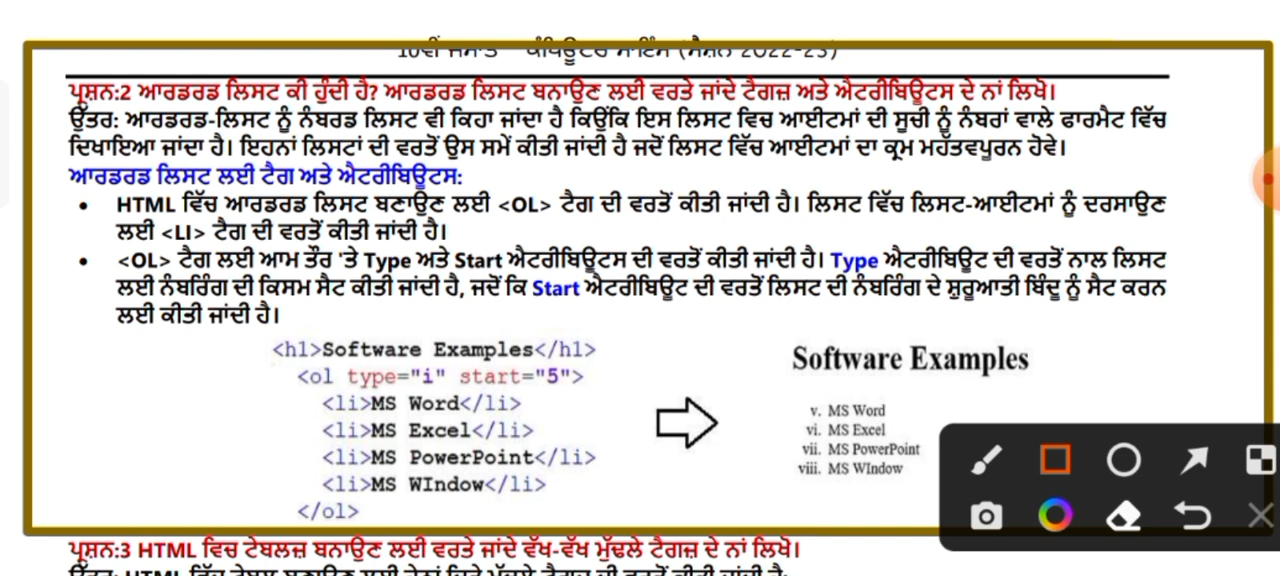 10ਵੀਂ ਜਮਾਤ ਕੰਪਿਊਟਰ ਸਾਇੰਸ (ਸੈਸ਼ਨ 2022-23)
ਪ੍ਰਸ਼ਨ:2 ਆਰਡਰਡ ਲਿਸਟ ਕੀ ਹੁੰਦੀ ਹੈ? ਆਰਡਰਡ ਲਿਸਟ ਬਨਾਉਣ ਲਈ ਵਰਤੇ ਜਾਂਦੇ ਟੈਗਜ਼ ਅਤੇ ਐਟਰੀਬਿਊਟਸ ਦੇ ਨਾਂ ਲਿਖੋ।
ਉੱਤਰ: ਆਰਡਰਡ-ਲਿਸਟ ਨੂੰ ਨੰਬਰਡ ਲਿਸਟ ਵੀ ਕਿਹਾ ਜਾਂਦਾ ਹੈ ਕਿਉਂਕਿ ਇਸ ਲਿਸਟ ਵਿਚ ਆਈਟਮਾਂ ਦੀ ਸੂਚੀ ਨੂੰ ਨੰਬਰਾਂ ਵਾਲੇ ਫਾਰਮੈਟ ਵਿੱਚ
ਦਿਖਾਇਆ ਜਾਂਦਾ ਹੈ। ਇਹਨਾਂ ਲਿਸਟਾਂ ਦੀ ਵਰਤੋਂ ਉਸ ਸਮੇਂ ਕੀਤੀ ਜਾਂਦੀ ਹੈ ਜਦੋਂ ਲਿਸਟ ਵਿੱਚ ਆਈਟਮਾਂ ਦਾ ਕ੍ਰਮ ਮਹੱਤਵਪੂਰਨ ਹੋਵੇ।
ਆਰਡਰਡ ਲਿਸਟ ਲਈ ਟੈਗ ਅਤੇ ਐਟਰੀਬਿਊਟਸ:
• HTML ਵਿੱਚ ਆਰਡਰਡ ਲਿਸਟ ਬਣਾਉਣ ਲਈ <OL> ਟੈਗ ਦੀ ਵਰਤੋਂ ਕੀਤੀ ਜਾਂਦੀ ਹੈ। ਲਿਸਟ ਵਿੱਚ ਲਿਸਟ-ਆਈਟਮਾਂ ਨੂੰ ਦਰਸਾਉਣ
ਲਈ <LI> ਟੈਗ ਦੀ ਵਰਤੋਂ ਕੀਤੀ ਜਾਂਦੀ ਹੈ।
• <OL> ਟੈਗ ਲਈ ਆਮ ਤੌਰ 'ਤੇ Type ਅਤੇ Start ਐਟਰੀਬਿਊਟਸ ਦੀ ਵਰਤੋਂ ਕੀਤੀ ਜਾਂਦੀ ਹੈ। Type ਐਟਰੀਬਿਊਟ ਦੀ ਵਰਤੋਂ ਨਾਲ ਲਿਸਟ
ਲਈ ਨੰਬਰਿੰਗ ਦੀ ਕਿਸਮ ਸੈਟ ਕੀਤੀ ਜਾਂਦੀ ਹੈ, ਜਦੋਂ ਕਿ Start ਐਟਰੀਬਿਊਟ ਦੀ ਵਰਤੋਂ ਲਿਸਟ ਦੀ ਨੰਬਰਿੰਗ ਦੇ ਸ਼ੁਰੂਆਤੀ ਬਿੰਦੂ ਨੂੰ ਸੈਟ ਕਰਨ
ਲਈ ਕੀਤੀ ਜਾਂਦੀ ਹੈ।
<h1>Software Examples</h1>
<ol type="i" start="5">
<li>MS Word</li>
<li>MS Excel</li>
<li>MS PowerPoint</li>
<li>MS WIndow</li>
</ol>
Software Examples
v. MS Word
vi. MS Excel
vii. MS PowerPoint
viii. MS WIndow
ਪ੍ਰਸ਼ਨ:3 HTML ਵਿਚ ਟੇਬਲਜ਼ ਬਨਾਉਣ ਲਈ ਵਰਤੇ ਜਾਂਦੇ ਵੱਖ-ਵੱਖ ਮੁੱਢਲੇ ਟੈਗਜ਼ ਦੇ ਨਾਂ ਲਿਖੋ।